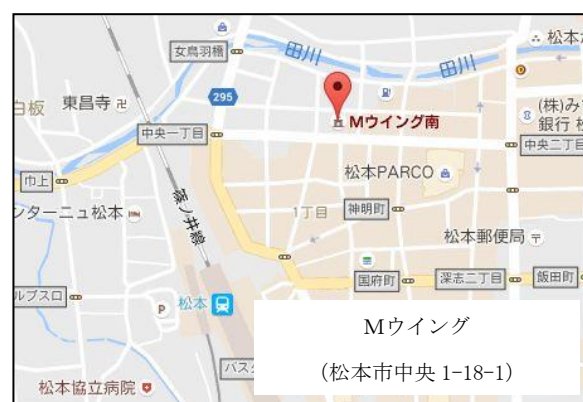 女鳥羽橋
田川
田川
松本
295
白板
東昌寺
Mウイング南
(株)み
銀行 松
中央一丁目
中央二丁目
巾上
松本PARCO
ンターニュ松本
篠ノ井線
1丁目
神明町
松本郵便局
国府町
深志二丁目
飯田町
ルプスロ
P
松本
Mウイング
(松本市中央 1-18-1)
バス
松本協立病院